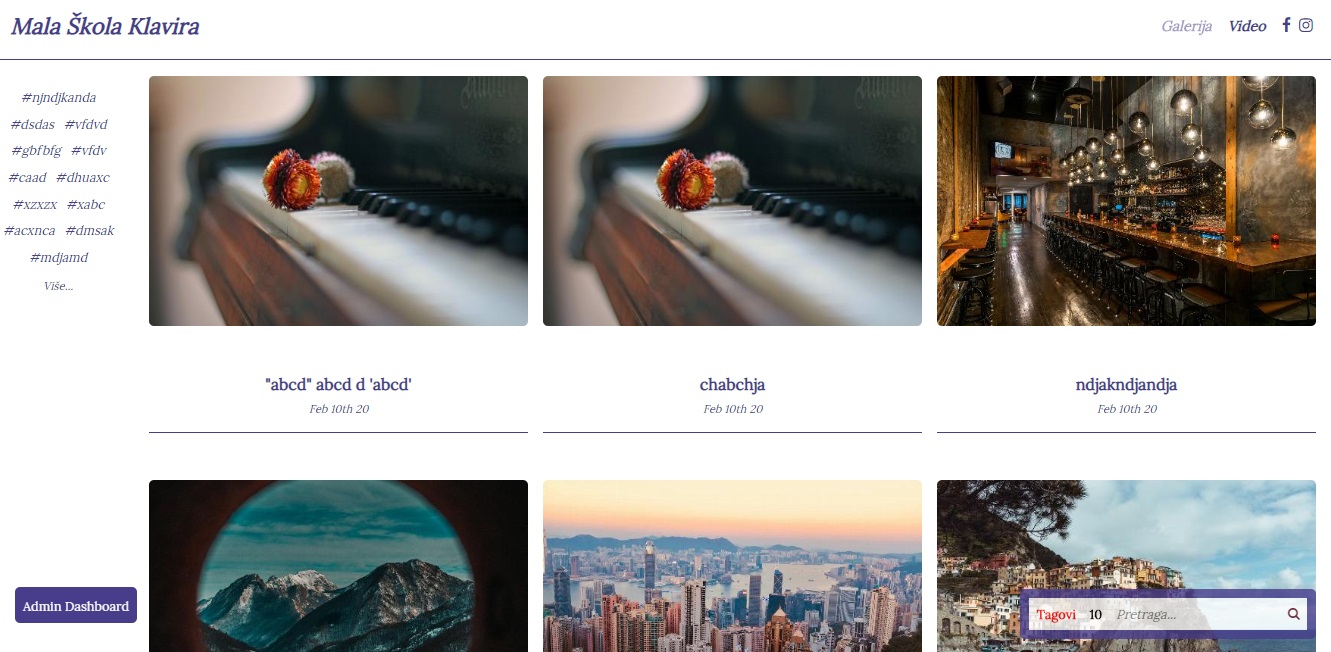 Mala Škola Klavira
Galerija Video
#njndjkanda
#dsdas #vfdvd
#gbfbfg #vfdv
#caad #dhuaxc
#xzxzx #xabc
#acxnca #dmsak
#mdjamd
Više...
"abcd" abcd d 'abcd'
Feb 10th 20
chabchja
Feb 10th 20
ndjakndjandja
Feb 10th 20
Admin Dashboard
Tagovi 10 Pretraga...